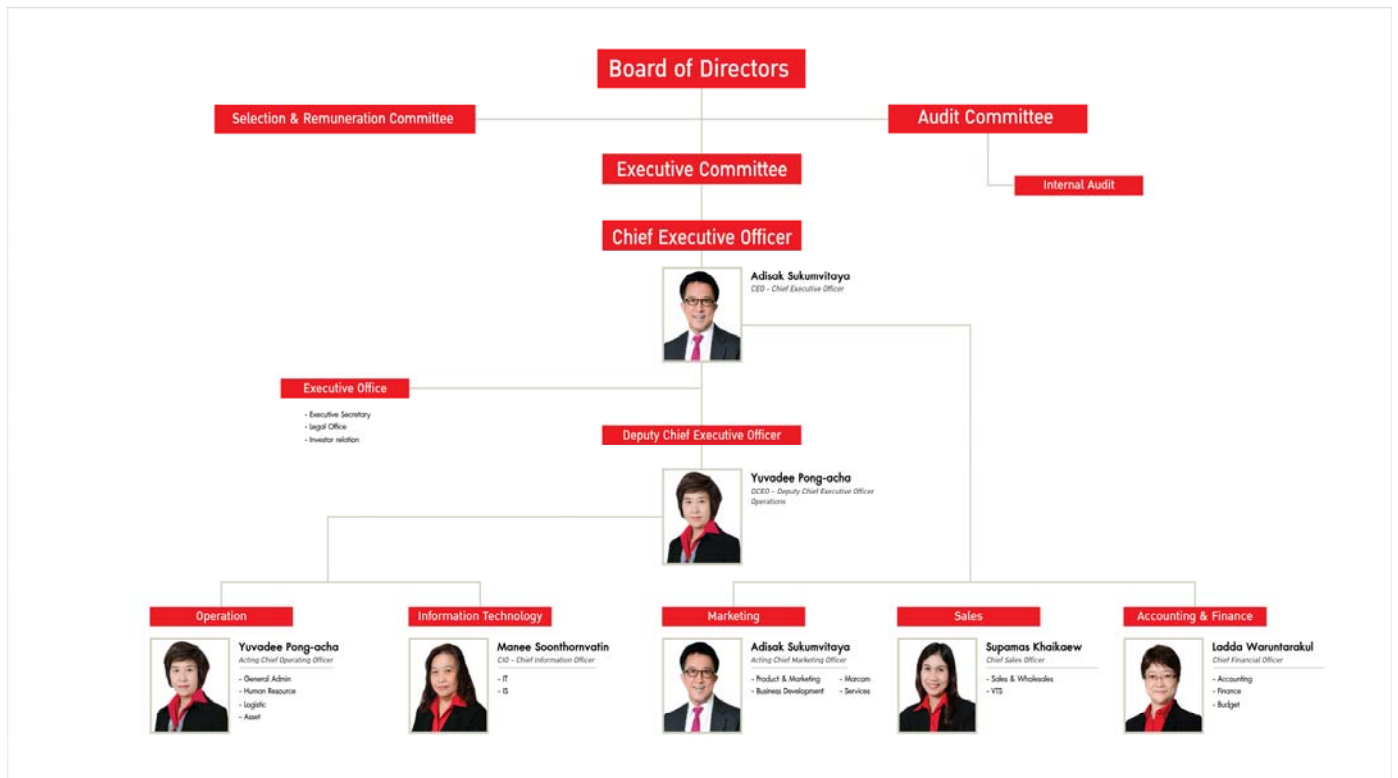 Board of Directors
Selection & Remuneration Committee
Audit Committee
Executive Committee
Internal Audit
Chief Executive Officer
Adisak Sukumvitaya
CEO - Chief Executive Officer
Executive Office
- Executive Secretary
- Legal Office
- Investor relation
Deputy Chief Executive Officer
Yuvadee Pong-acha
DCEO - Deputy Chief Executive Officer
Operations
Operation
Yuvadee Pong-acha
Acting Chief Operating Officer
- General Admin
- Human Resource
- Logistic
- Asset
Information Technology
Manee Soonthornvatin
CIO - Chief Information Officer
- IT
- IS
Marketing
Adisak Sukumvitaya
Acting Chief Marketing Officer
- Product & Marketing - Marcom
- Business Development - Services
Sales
Supamas Khaikaew
Chief Sales Officer
- Sales & Wholesales
- VTS
Accounting & Finance
Ladda Waruntarakul
Chief Financial Officer
- Accounting
- Finance
- Budget